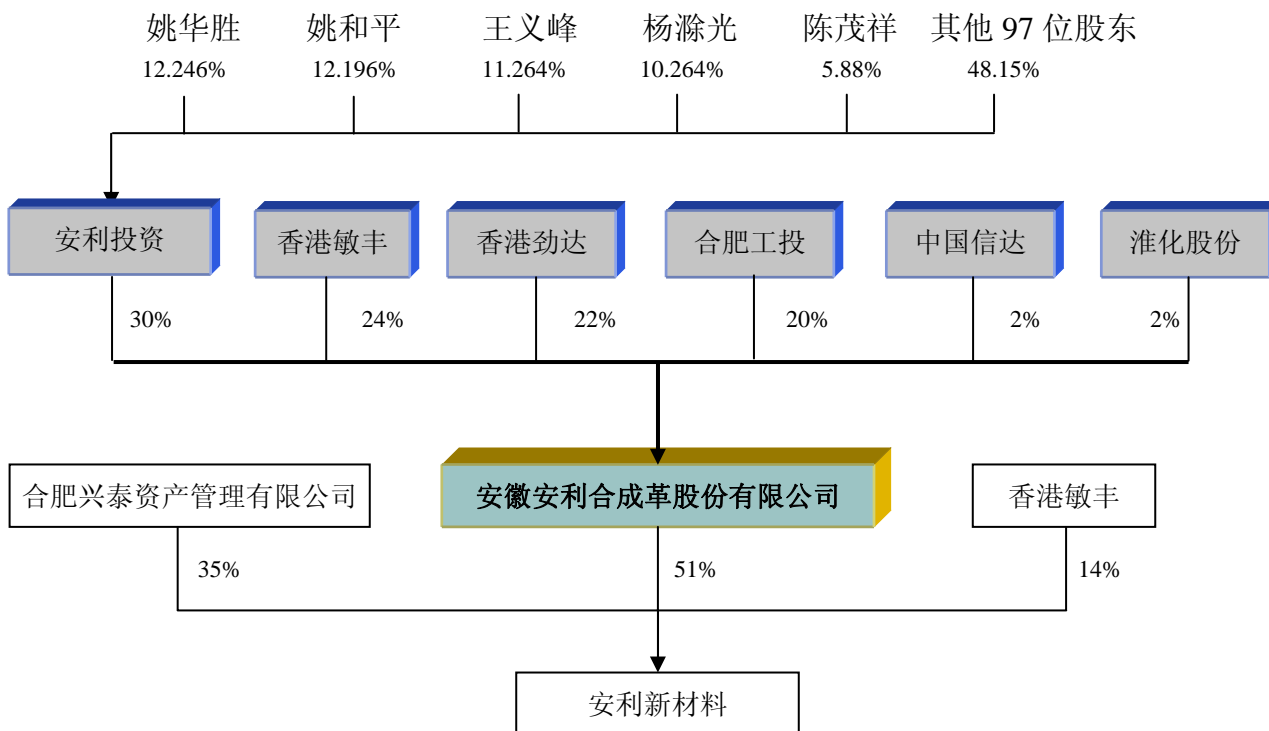 姚华胜 姚和平 王义峰 杨滁光 陈茂祥 其他 97 位股东
12.246% 12.196% 11.264% 10.264% 5.88% 48.15%
安利投资 香港敏丰 香港劲达 合肥工投 中国信达 淮化股份
30% 24% 22% 20% 2% 2%
合肥兴泰资产管理有限公司 安徽安利合成革股份有限公司 香港敏丰
35% 51% 14%
安利新材料